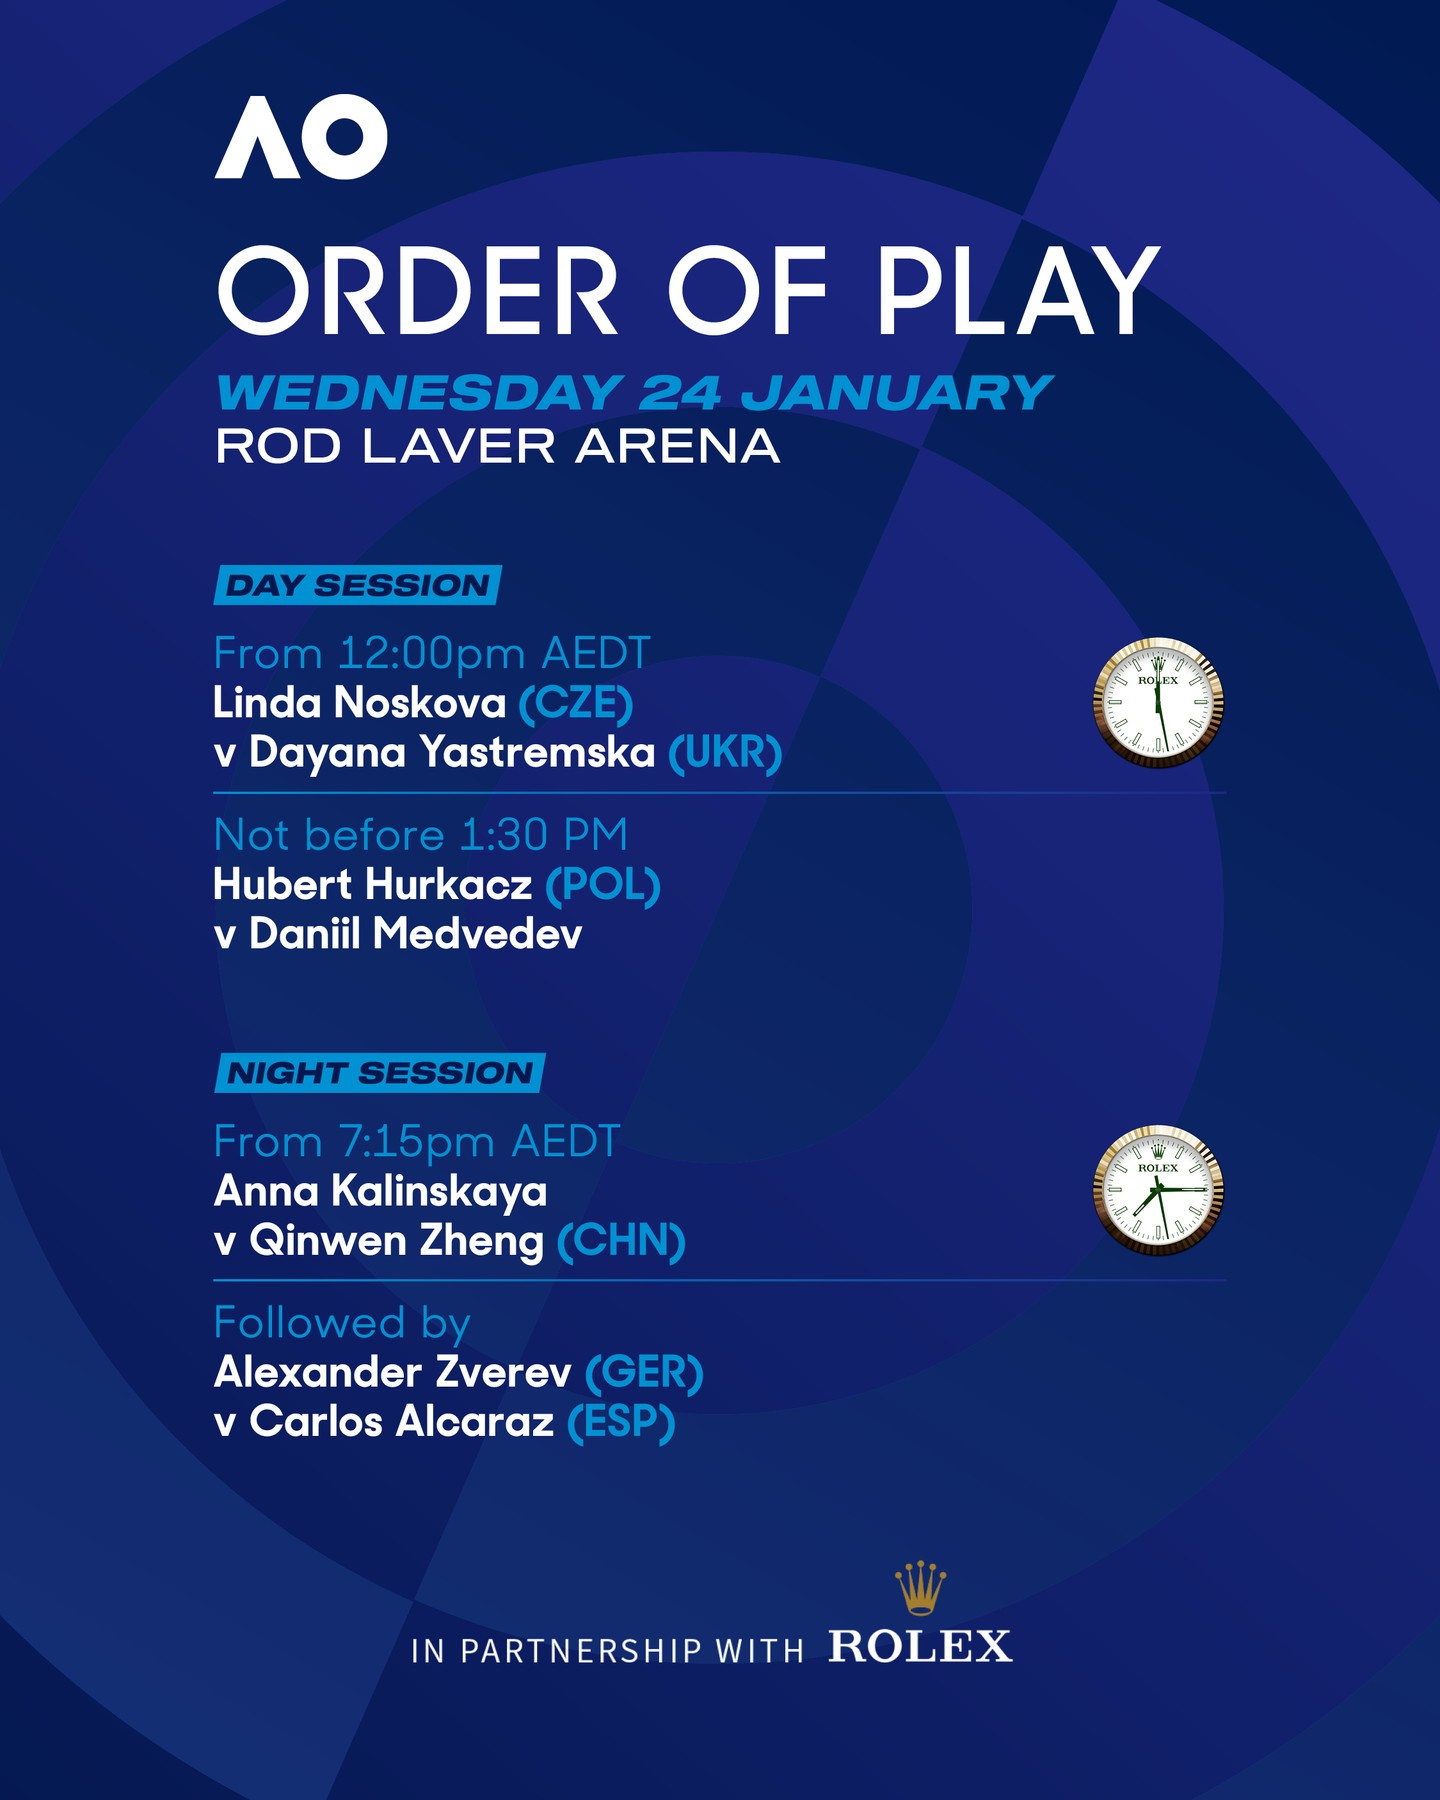 AO
ORDER OF PLAY
WEDNESDAY 24 JANUARY
ROD LAVER ARENA
DAY SESSION
From 12:00pm AEDT
Linda Noskova (CZE)
v Dayana Yastremska (UKR)
ROLEX
Not before 1:30 PM
Hubert Hurkacz (POL)
v Daniil Medvedev
NIGHT SESSION
From 7:15pm AEDT
Anna Kalinskaya
v Qinwen Zheng (CHN)
ROLEX
Followed by
Alexander Zverev (GER)
v Carlos Alcaraz (ESP)
IN PARTNERSHIP WITH ROLEX